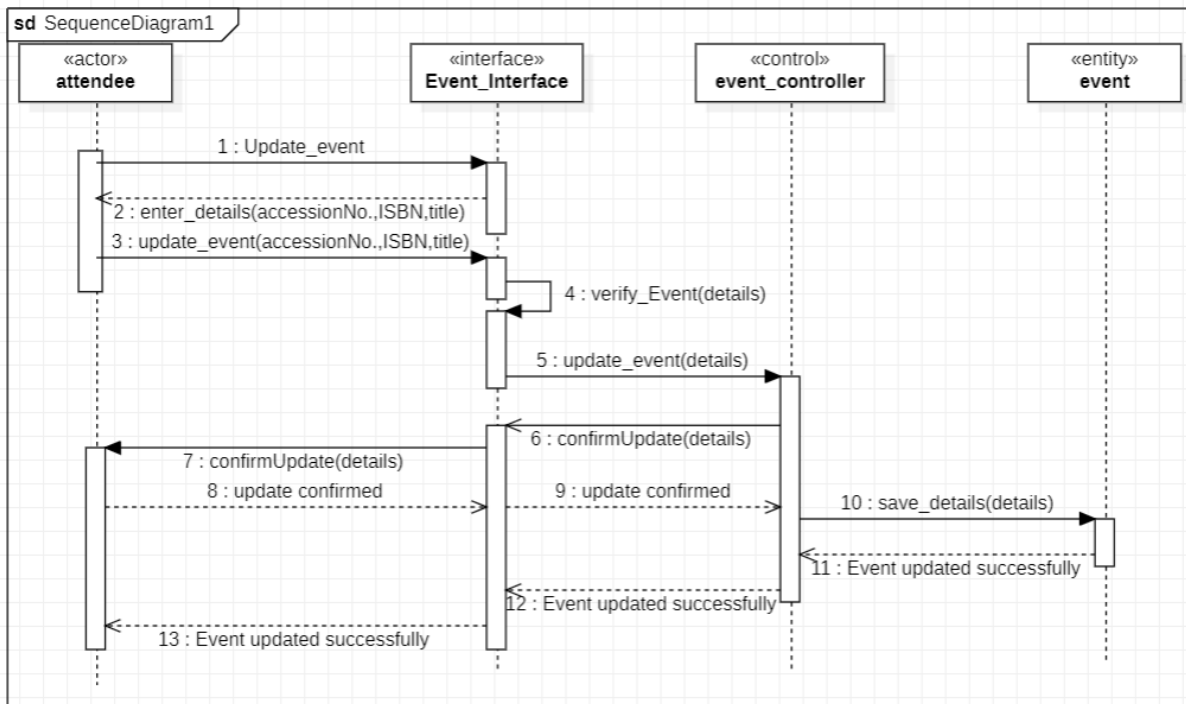 sd SequenceDiagram1
«actor»
attendee
«interface»
Event_Interface
«control»
event_controller
«entity»
event
1 : Update_event
2 : enter_details(accessionNo.,ISBN,title)
3 : update_event(accessionNo.,ISBN,title)
4 : verify_Event(details)
5 : update_event(details)
6 : confirmUpdate(details)
7 : confirmUpdate(details)
8 : update confirmed
9 : update confirmed
10 : save_details(details)
11 : Event updated successfully
12 : Event updated successfully
13 : Event updated successfully